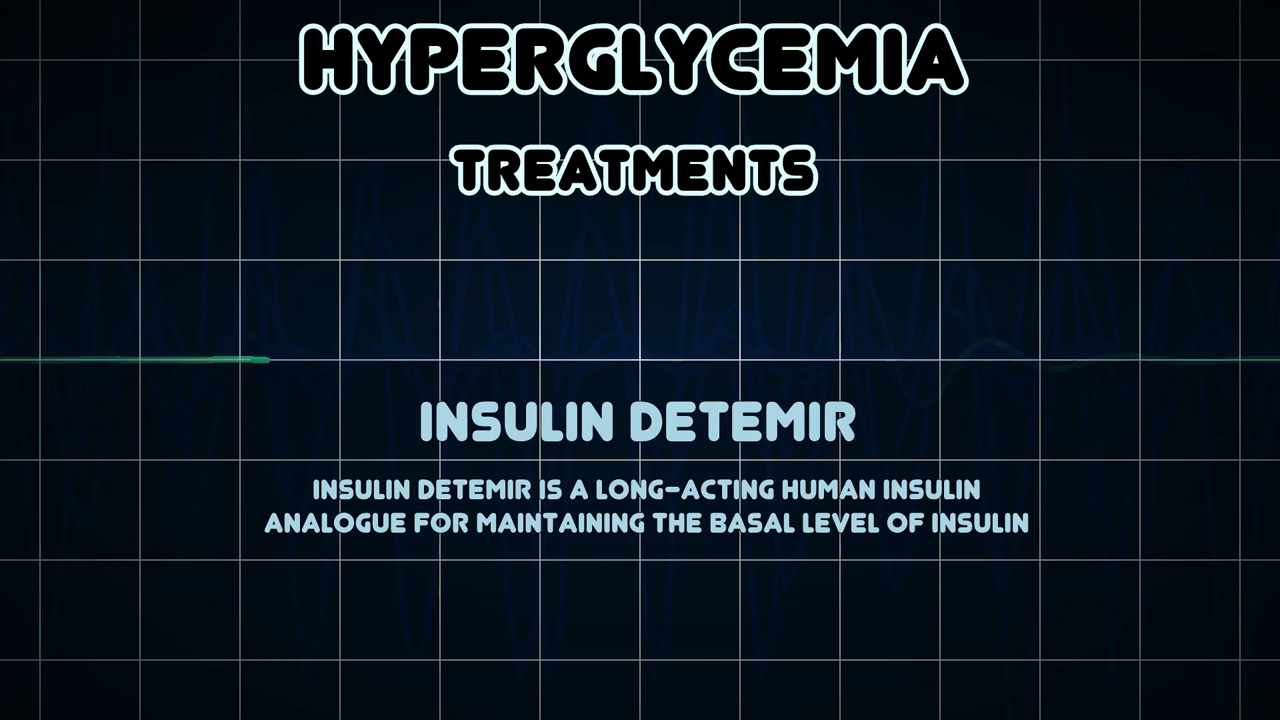 HYPERGLYCEMIA
TREATMENTS
INSULIN DETEMIR
INSULIN DETEMIR IS A LONG-ACTING HUMAN INSULIN
ANALOGUE FOR MAINTAINING THE BASAL LEVEL OF INSULIN